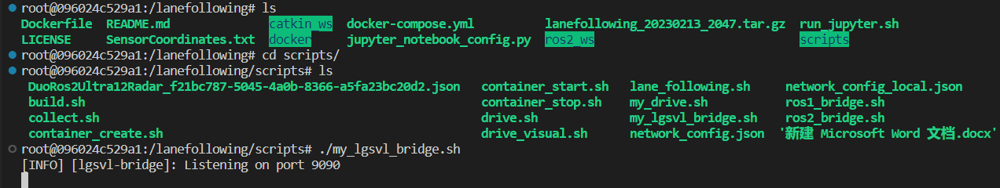 root@096024c529a1:/lanefollowing# ls
Dockerfile README.md catkin_ws docker-compose.yml lanefollowing_20230213_2047.tar.gz run_jupyter.sh
LICENSE SensorCoordinates.txt docker jupyter_notebook_config.py ros2_ws scripts
root@096024c529a1:/lanefollowing# cd scripts/
root@096024c529a1:/lanefollowing/scripts# ls
DuoRos2Ultra12Radar_f21bc787-5045-4a0b-8366-a5fa23bc20d2.json container_start.sh lane_following.sh network_config_local.json
build.sh container_stop.sh my_drive.sh ros1_bridge.sh
collect.sh drive.sh my_lgsvl_bridge.sh ros2_bridge.sh
container_create.sh drive_visual.sh network_config.json '新建 Microsoft Word 文档.docx'
root@096024c529a1:/lanefollowing/scripts# ./my_lgsvl_bridge.sh
[INFO] [lgsvl-bridge]: Listening on port 9090